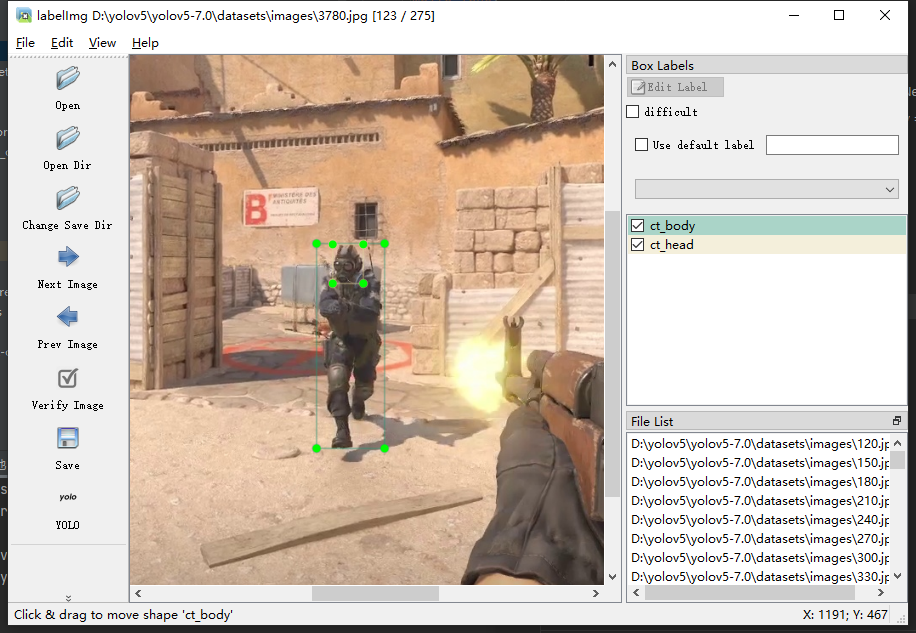 labelImg D:\yolov5\yolov5-7.0\datasets\images\3780.jpg [123 / 275]
File Edit View Help
Open
Open Dir
Change Save Dir
Next Image
Prev Image
Verify Image
Save
yolo
YOLO
B MINISTÈRE DES
ANTIQUITÉS
Box Labels
Edit Label
difficult
Use default label
ct_body
ct_head
File List
D:\yolov5\yolov5-7.0\datasets\images\120.jp
D:\yolov5\yolov5-7.0\datasets\images\150.jp
D:\yolov5\yolov5-7.0\datasets\images\180.jp
D:\yolov5\yolov5-7.0\datasets\images\210.jp
D:\yolov5\yolov5-7.0\datasets\images\240.jp
D:\yolov5\yolov5-7.0\datasets\images\270.jp
D:\yolov5\yolov5-7.0\datasets\images\300.jp
D:\yolov5\yolov5-7.0\datasets\images\330.jp
Click & drag to move shape 'ct_body'
X: 1191; Y: 467